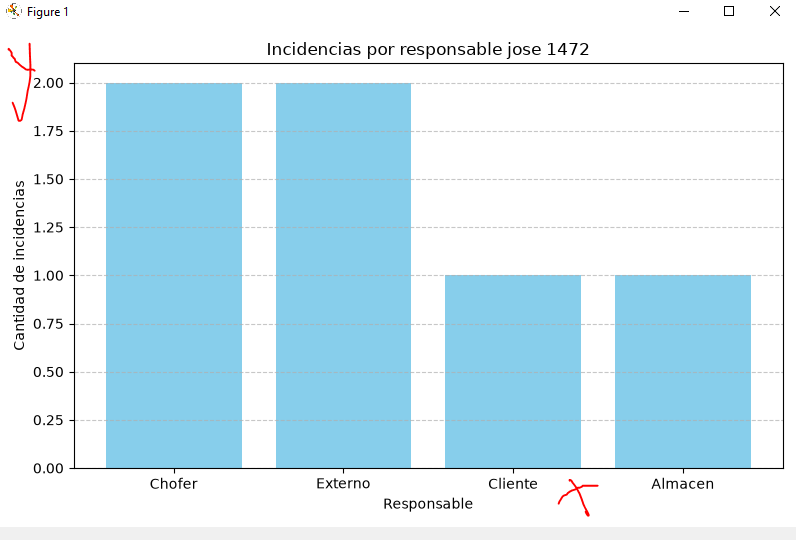 Figure 1
Incidencias por responsable jose 1472
Y
2.00
1.75
1.50
1.25
1.00
0.75
0.50
0.25
0.00
Cantidad de incidencias
Chofer Externo Cliente Almacen
Responsable
X